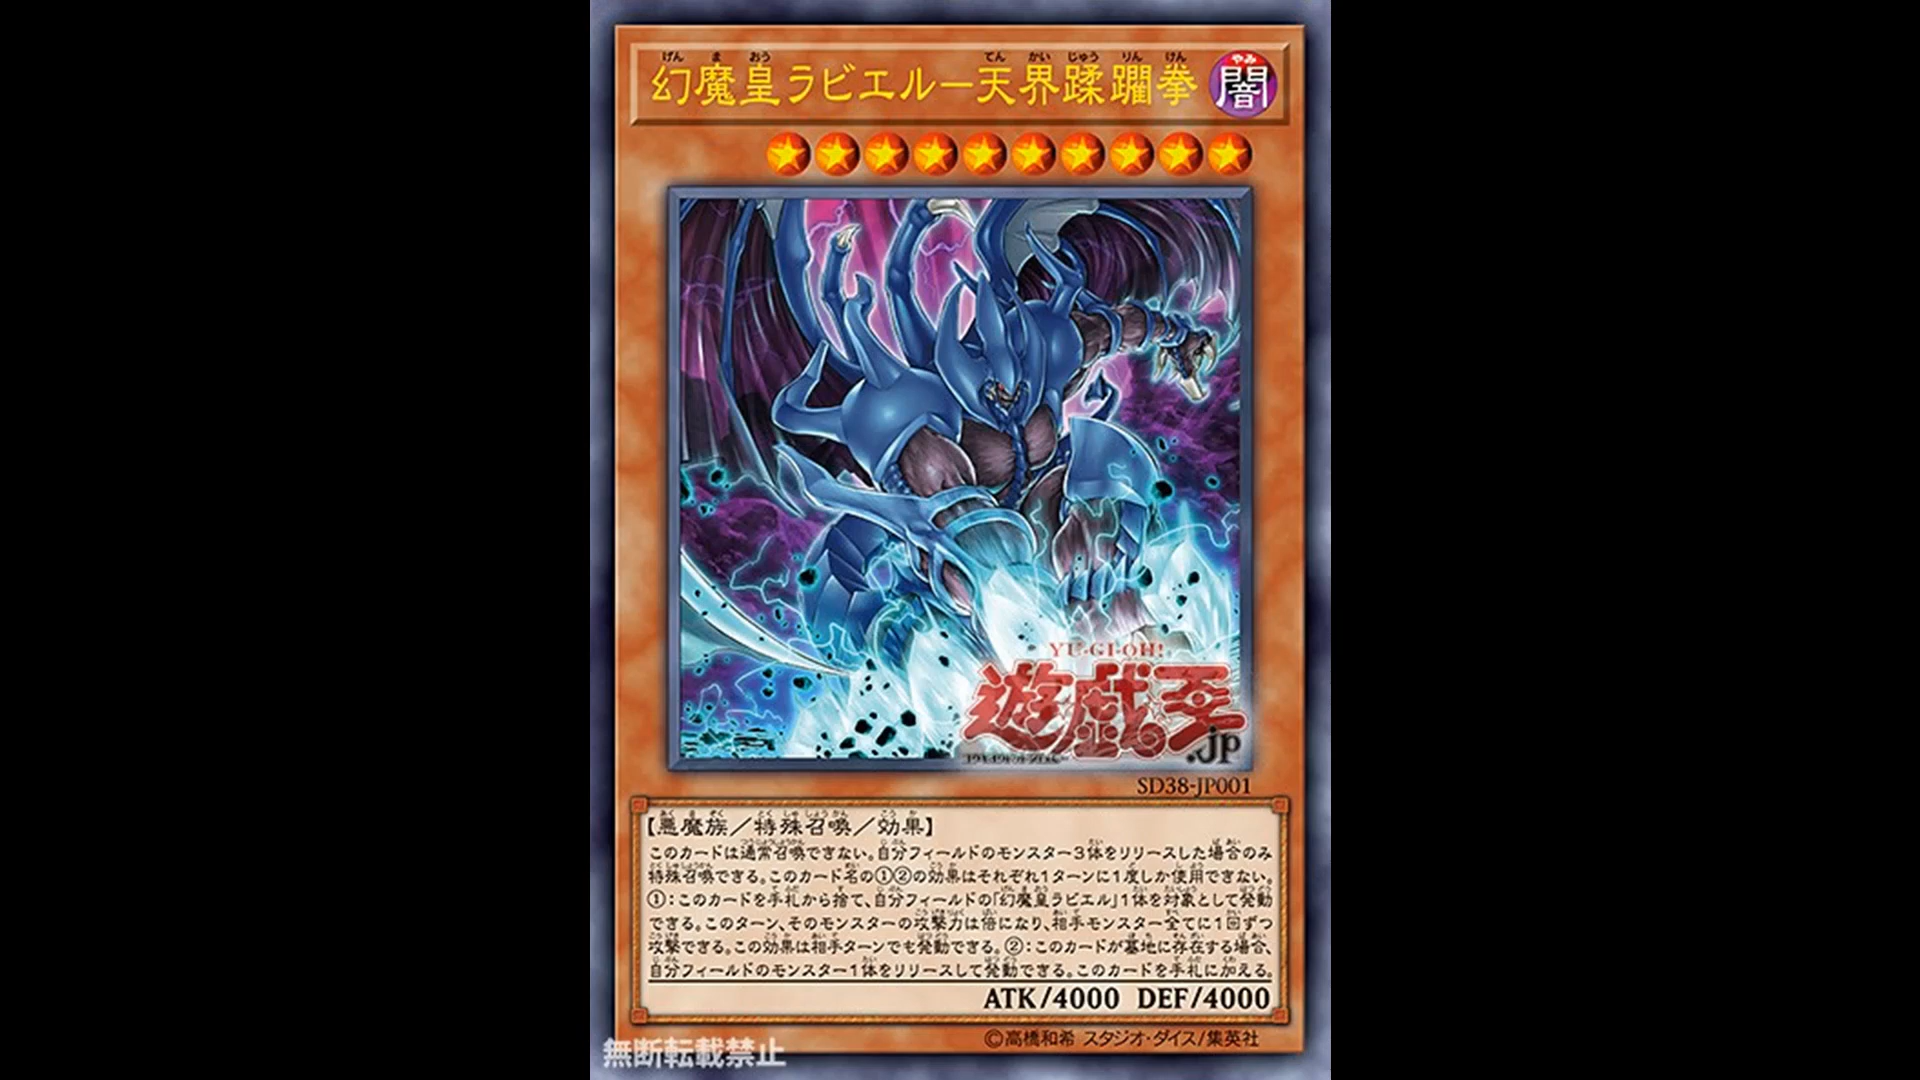 幻魔皇ラビエル－天界蹂躙拳
闇
YU-GI-OH!
遊戯王
.jp
SD38-JP001
【悪魔族／特殊召喚／効果】
このカードは通常召喚できない。自分フィールドのモンスター３体をリリースした場合のみ
特殊召喚できる。このカード名の①②の効果はそれぞれ１ターンに１度しか使用できない。
①：このカードを手札から捨て、自分フィールドの「幻魔皇ラビエル」１体を対象として発動
できる。このターン、そのモンスターの攻撃力は倍になり、相手モンスター全てに１回ずつ
攻撃できる。この効果は相手ターンでも発動できる。②：このカードが墓地に存在する場合、
自分フィールドのモンスター１体をリリースして発動できる。このカードを手札に加える。
ATK/4000 DEF/4000
©高橋和希 スタジオ・ダイス/集英社
無断転載禁止